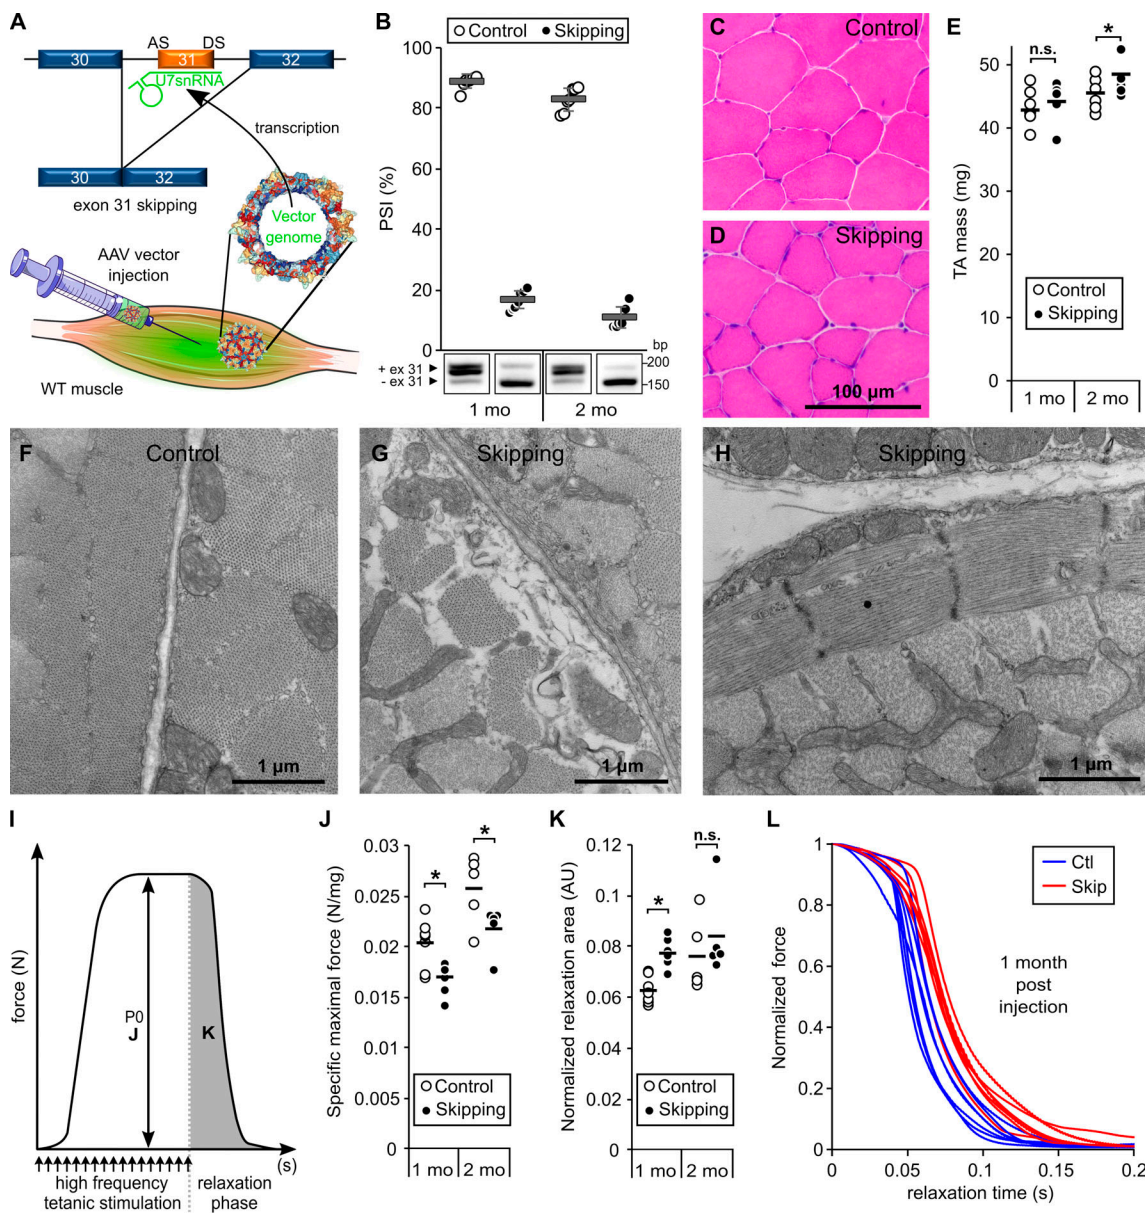 A
AS
DS
30
31
32
U7snRNA
transcription
30
32
exon 31 skipping
Vector
genome
AAV vector
injection
WT muscle
B
Control
Skipping
PSI (%)
100
80
60
40
20
0
bp
+ ex 31
- ex 31
200
150
1 mo
2 mo
C
Control
D
Skipping
100 µm
E
n.s.
*
TA mass (mg)
50
40
30
20
10
0
Control
Skipping
1 mo
2 mo
F
Control
1 µm
G
Skipping
1 µm
H
Skipping
1 µm
I
force (N)
P0
J
K
(s)
high frequency
tetanic stimulation
relaxation
phase
J
Specific maximal force (N/mg)
0.03
0.025
0.02
0.015
0.01
0.005
0
*
*
Control
Skipping
1 mo
2 mo
K
Normalized relaxation area (AU)
0.12
0.1
0.08
0.06
0.04
0.02
0
*
n.s.
Control
Skipping
1 mo
2 mo
L
Normalized force
1
0.8
0.6
0.4
0.2
0
Ctl
Skip
1 month
post
injection
0
0.05
0.1
0.15
0.2
relaxation time (s)